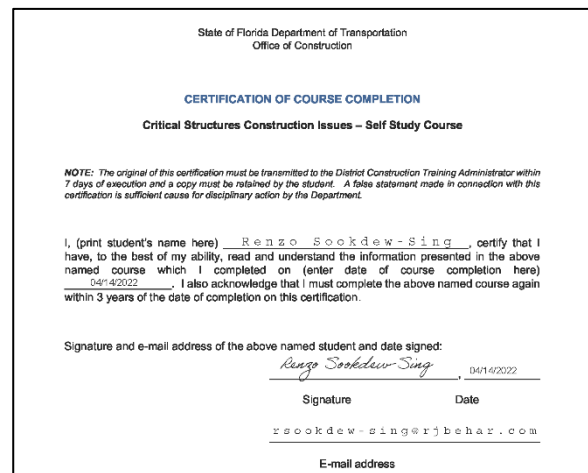 State of Florida Department of Transportation
Office of Construction
CERTIFICATION OF COURSE COMPLETION
Critical Structures Construction Issues – Self Study Course
NOTE: The original of this certification must be transmitted to the District Construction Training Administrator within
7 days of execution and a copy must be retained by the student. A false statement made in connection with this
certification is sufficient cause for disciplinary action by the Department.
I, (print student's name here) Renzo Sookdew-Sing, certify that I
have, to the best of my ability, read and understand the information presented in the above
named course which I completed on (enter date of course completion here)
04/14/2022. I also acknowledge that I must complete the above named course again
within 3 years of the date of completion on this certification.
Signature and e-mail address of the above named student and date signed:
Renzo Sookdew Sing, 04/14/2022
Signature Date
rsookdew-sing@rjbehar.com
E-mail address